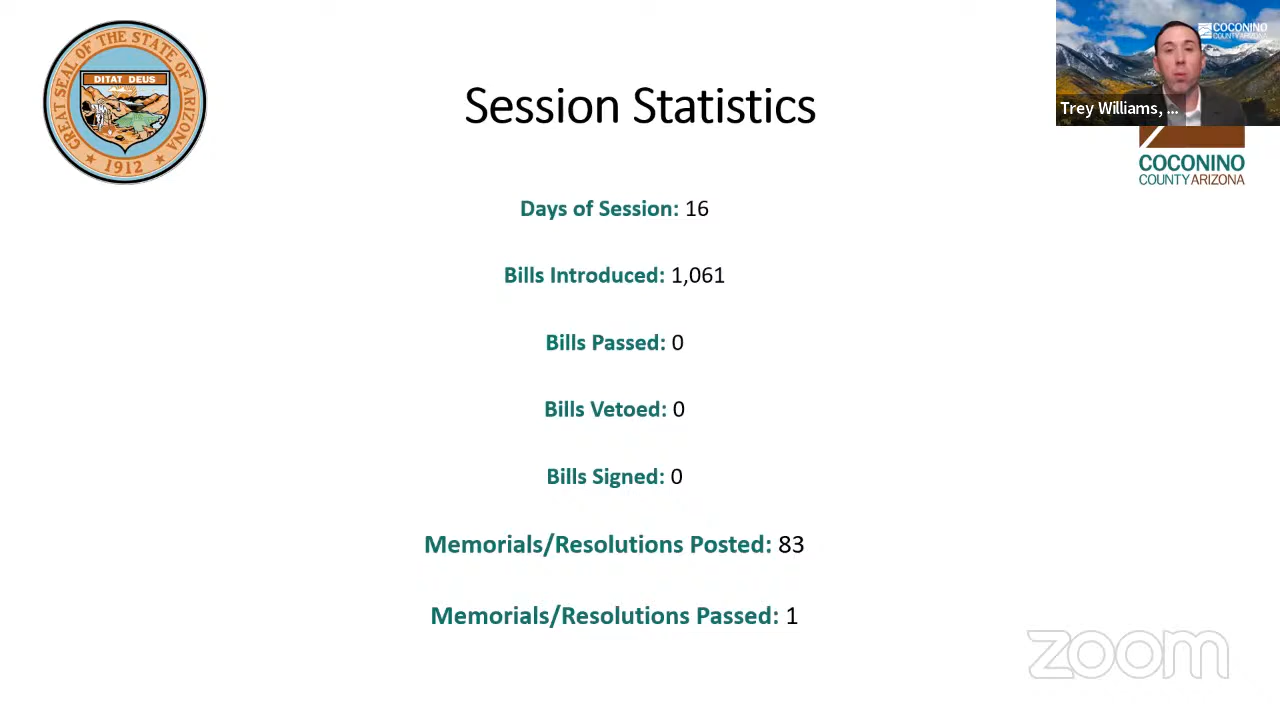 GREAT SEAL OF THE STATE OF ARIZONA
DITAT DEUS
1912
Session Statistics
COCONINO
COUNTY ARIZONA
Trey Williams, ...
COCONINO
COUNTY ARIZONA
Days of Session: 16
Bills Introduced: 1,061
Bills Passed: 0
Bills Vetoed: 0
Bills Signed: 0
Memorials/Resolutions Posted: 83
Memorials/Resolutions Passed: 1
zoom